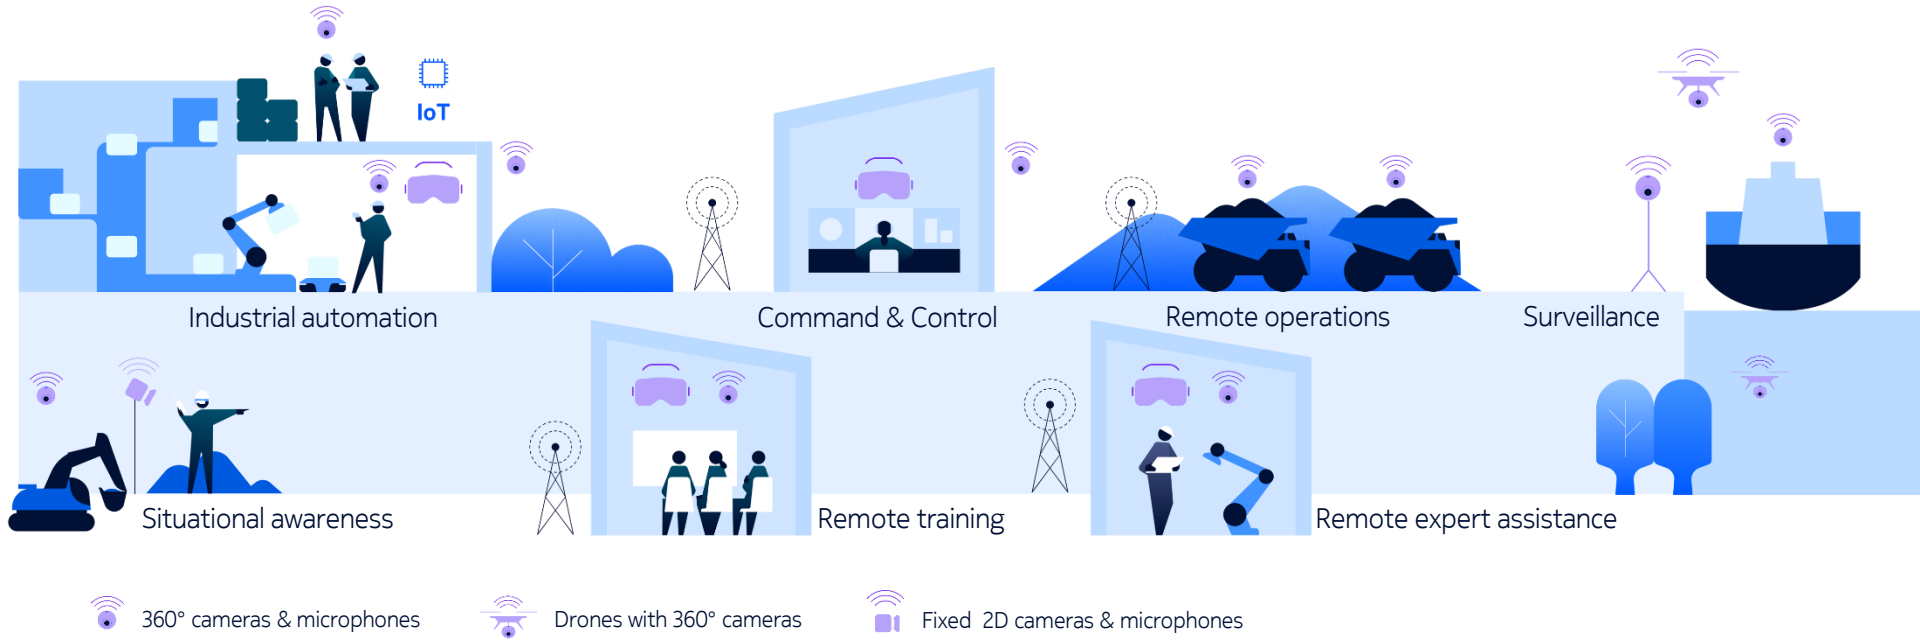 IoT
Industrial automation
Command & Control
Remote operations
Surveillance
Situational awareness
Remote training
Remote expert assistance
360° cameras & microphones
Drones with 360° cameras
Fixed 2D cameras & microphones